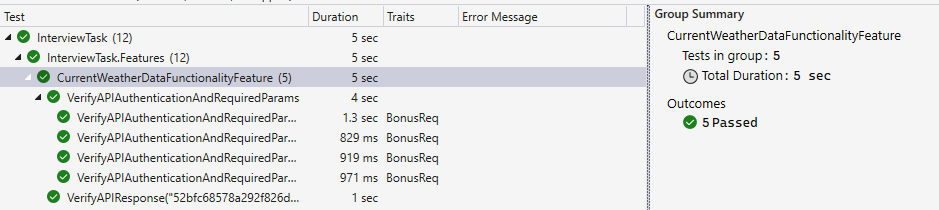 Test Duration Traits Error Message
InterviewTask (12) 5 sec
InterviewTask.Features (12) 5 sec
CurrentWeatherDataFunctionalityFeature (5) 5 sec
VerifyAPIAuthenticationAndRequiredParams 4 sec
VerifyAPIAuthenticationAndRequiredPar... 1.3 sec BonusReq
VerifyAPIAuthenticationAndRequiredPar... 829 ms BonusReq
VerifyAPIAuthenticationAndRequiredPar... 919 ms BonusReq
VerifyAPIAuthenticationAndRequiredPar... 971 ms BonusReq
VerifyAPIResponse("52bfc68578a292f826d... 1 sec
Group Summary
CurrentWeatherDataFunctionalityFeature
Tests in group: 5
Total Duration: 5 sec
Outcomes
5 Passed